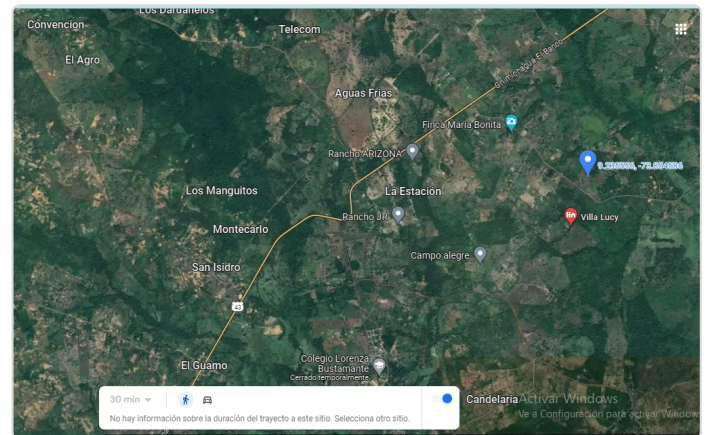 Los Dardanelos
Convencion
Telecom
El Agro
Aguas Frias
Finca Maria Bonita
Rancho ARIZONA
Los Manguitos
La Estación
Villa Lucy
Rancho JR
Montecarlo
Campo alegre
San Isidro
El Guamo
Colegio Lorenza
Bustamante
Cerrado temporalmente
30 min
Candelaria
Activar Windows
Ve a Configuración para activar Windows
No hay información sobre la duración del trayecto a este sitio. Selecciona otro sitio.